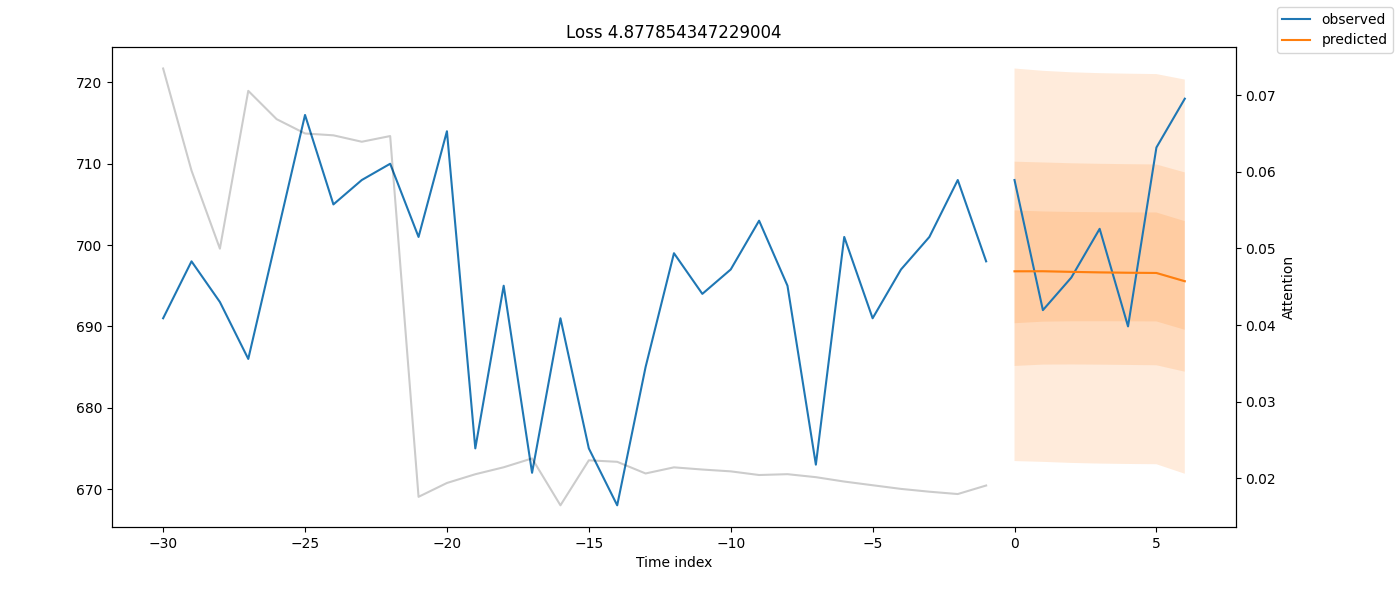 Loss 4.877854347229004
observed
predicted
720
710
700
690
680
670
0.07
0.06
0.05
0.04
0.03
0.02
Attention
−30 −25 −20 −15 −10 −5 0 5
Time index